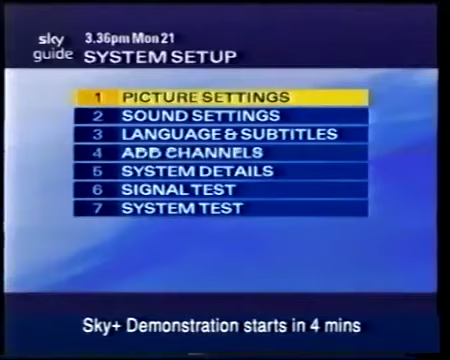 sky
guide
3.36pm Mon 21
SYSTEM SETUP
1 PICTURE SETTINGS
2 SOUND SETTINGS
3 LANGUAGE & SUBTITLES
4 ADD CHANNELS
5 SYSTEM DETAILS
6 SIGNAL TEST
7 SYSTEM TEST
Sky+ Demonstration starts in 4 mins